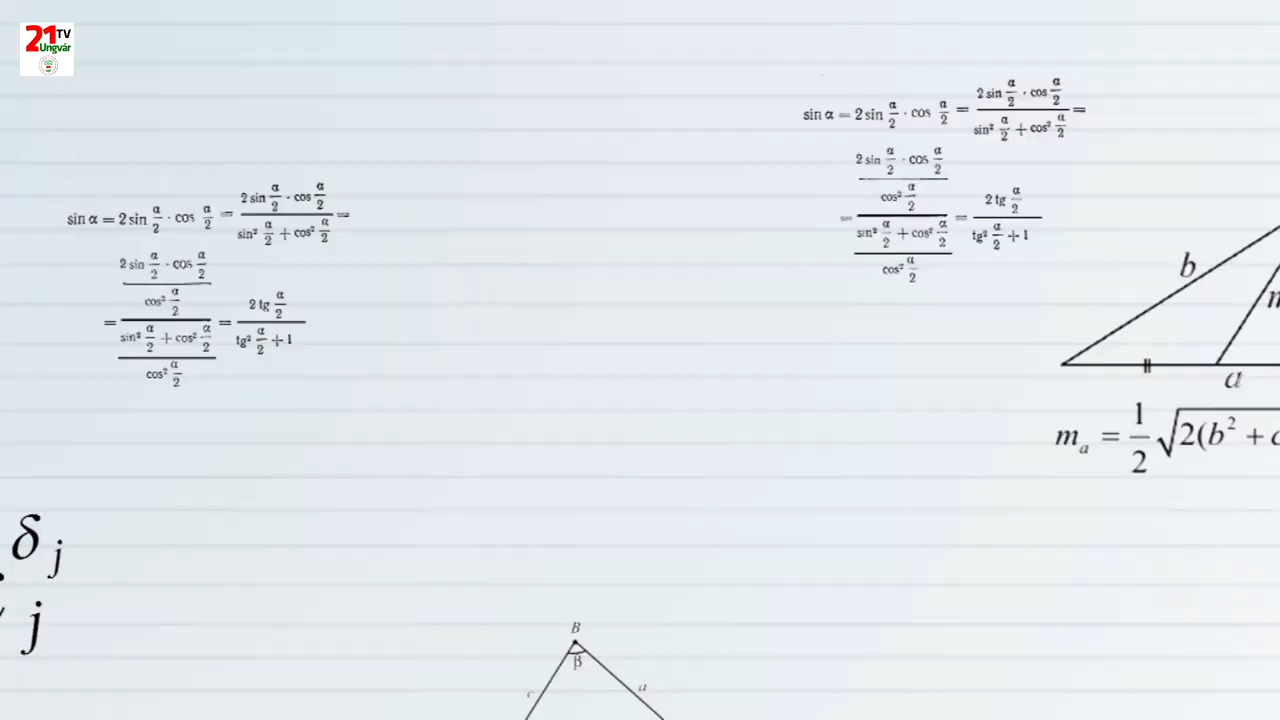 21 TV
Ungvár
sin α = 2 sin α/2 · cos α/2 = (2 sin α/2 · cos α/2)/(sin² α/2 + cos² α/2) =
= ((2 sin α/2 · cos α/2)/(cos² α/2))/((sin² α/2 + cos² α/2)/(cos² α/2)) = (2 tg α/2)/(tg² α/2 + 1)
sin α = 2 sin α/2 · cos α/2 = (2 sin α/2 · cos α/2)/(sin² α/2 + cos² α/2) =
= ((2 sin α/2 · cos α/2)/(cos² α/2))/((sin² α/2 + cos² α/2)/(cos² α/2)) = (2 tg α/2)/(tg² α/2 + 1)
b
a
mₐ = 1/2 √2(b² +
δ j
j
B
β
c
a